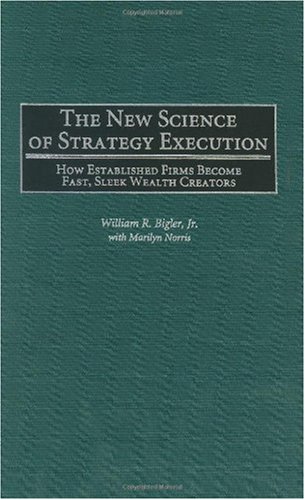 THE NEW SCIENCE
OF STRATEGY EXECUTION
HOW ESTABLISHED FIRMS BECOME
FAST, SLEEK WEALTH CREATORS
William R. Bigler, Jr.
with Marilyn Norris